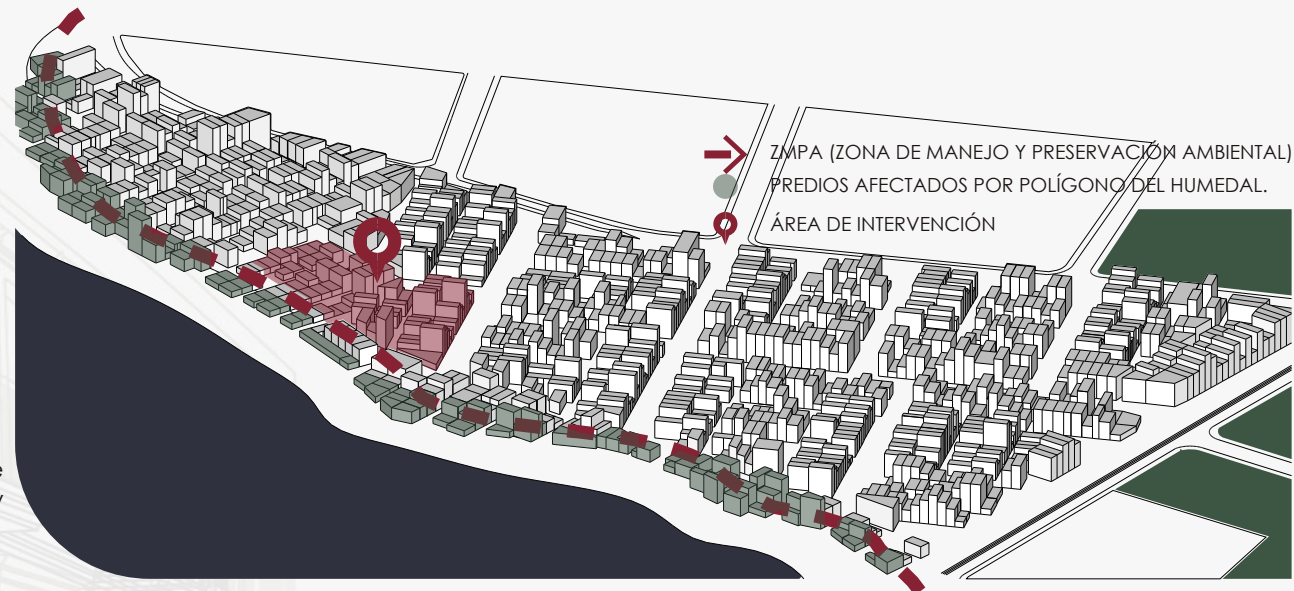 ZMPA (ZONA DE MANEJO Y PRESERVACIÓN AMBIENTAL)
PREDIOS AFECTADOS POR POLÍGONO DEL HUMEDAL.
ÁREA DE INTERVENCIÓN